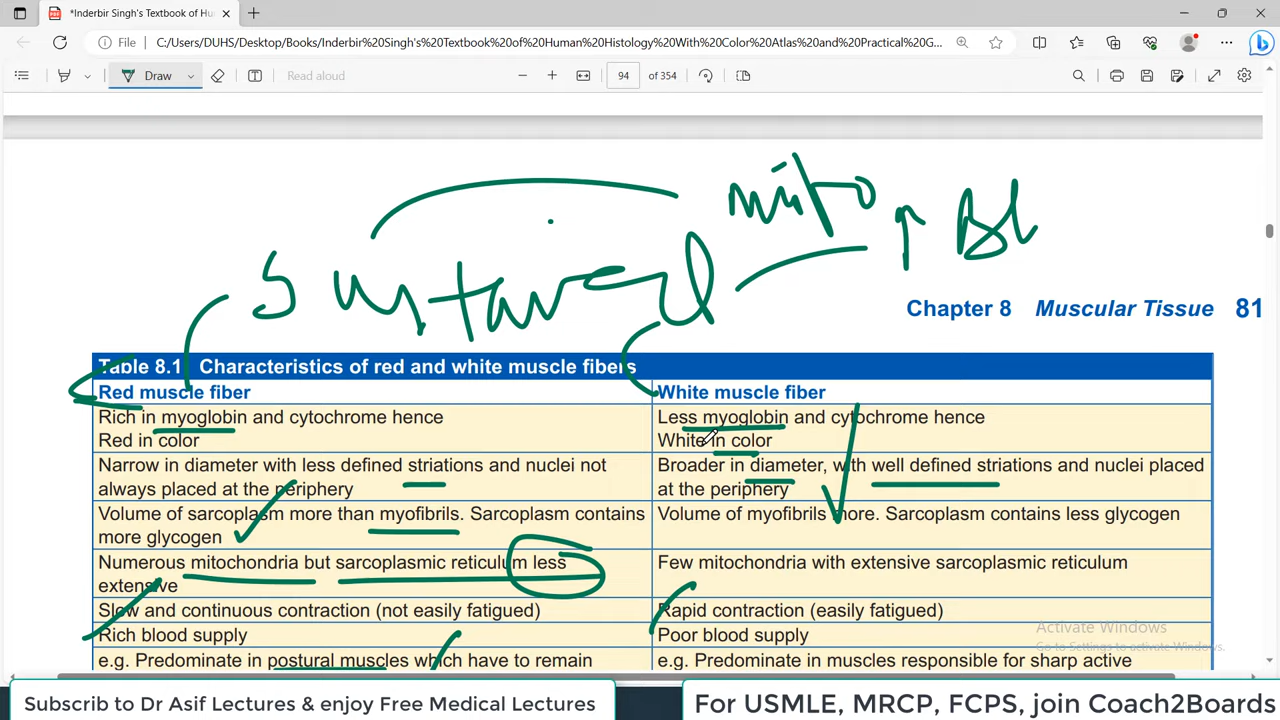 *Inderbir Singh's Textbook of Hu
File C:/Users/DUHS/Desktop/Books/Inderbir%20Singh's%20Textbook%20of%20Human%20Histology%20With%20Color%20Atlas%20and%20Practical%20G...
Draw Read aloud 94 of 354
mito
↑ Bl
Chapter 8 Muscular Tissue 81
Table 8.1 Characteristics of red and white muscle fibers
Red muscle fiber White muscle fiber
Rich in myoglobin and cytochrome hence Less myoglobin and cytochrome hence
Red in color White in color
Narrow in diameter with less defined striations and nuclei not Broader in diameter, with well defined striations and nuclei placed
always placed at the periphery at the periphery
Volume of sarcoplasm more than myofibrils. Sarcoplasm contains Volume of myofibrils more. Sarcoplasm contains less glycogen
more glycogen
Numerous mitochondria but sarcoplasmic reticulum less Few mitochondria with extensive sarcoplasmic reticulum
extensive
Slow and continuous contraction (not easily fatigued) Rapid contraction (easily fatigued)
Rich blood supply Poor blood supply
e.g. Predominate in postural muscles which have to remain e.g. Predominate in muscles responsible for sharp active
Activate Windows
Go to Settings to activate Windows.
Subscrib to Dr Asif Lectures & enjoy Free Medical Lectures
For USMLE, MRCP, FCPS, join Coach2Boards